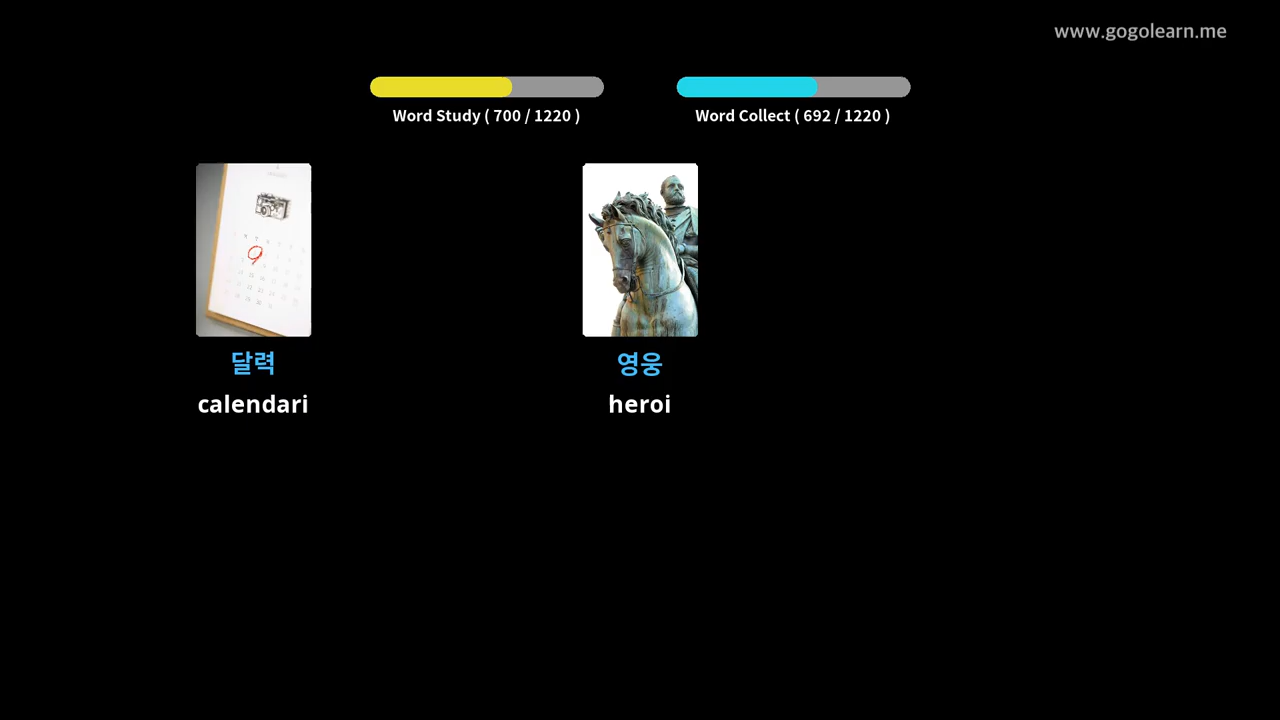 www.gogolearn.me
Word Study ( 700 / 1220 )
Word Collect ( 692 / 1220 )
달력
영웅
calendari
heroi